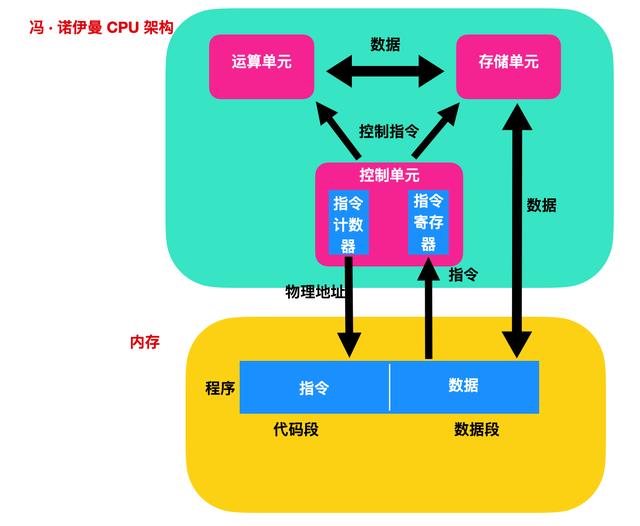 冯·诺伊曼 CPU 架构
运算单元
数据
存储单元
控制指令
控制单元
指令
计数
器
指令
寄存
器
数据
物理地址
指令
内存
程序
指令
数据
代码段
数据段